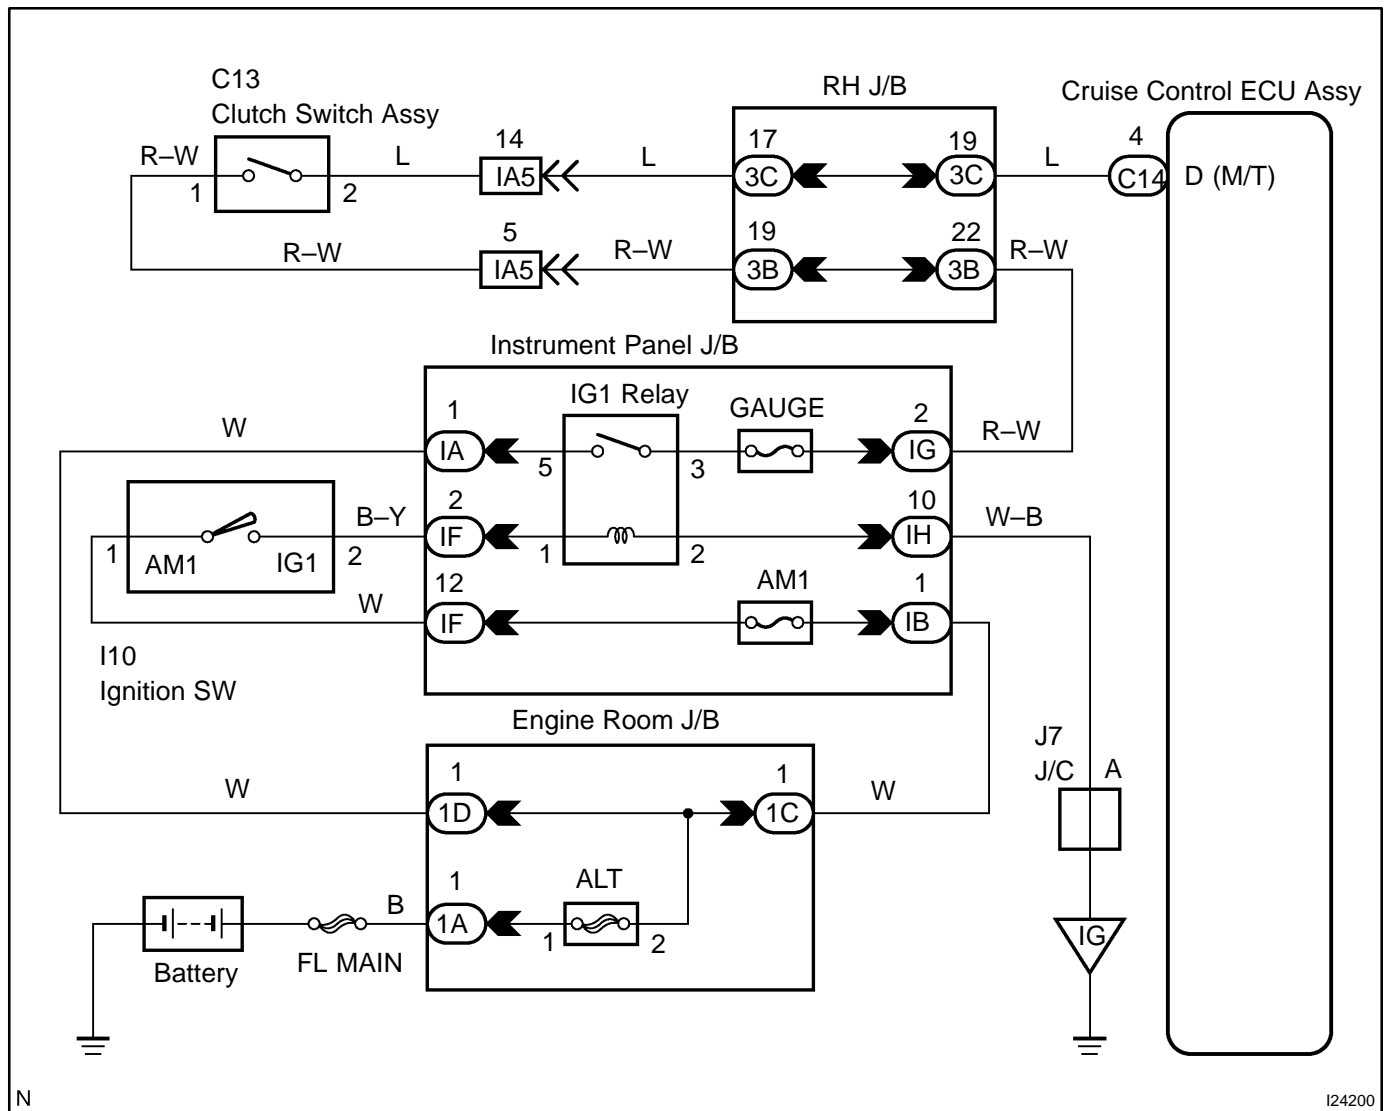 C13
Clutch Switch Assy
RH J/B
Cruise Control ECU Assy
R–W
1
2
L
14
IA5
L
17
3C
19
3C
L
4
C14
D (M/T)
R–W
5
IA5
R–W
19
3B
22
3B
R–W
Instrument Panel J/B
IG1 Relay
GAUGE
W
1
IA
5
3
2
IG
R–W
1
AM1
IG1
2
B–Y
2
IF
1
2
10
IH
W–B
W
12
IF
AM1
1
IB
I10
Ignition SW
Engine Room J/B
J7
J/C
A
W
1
1D
1
1C
W
Battery
FL MAIN
B
1
1A
ALT
1
2
IG
N
I24200